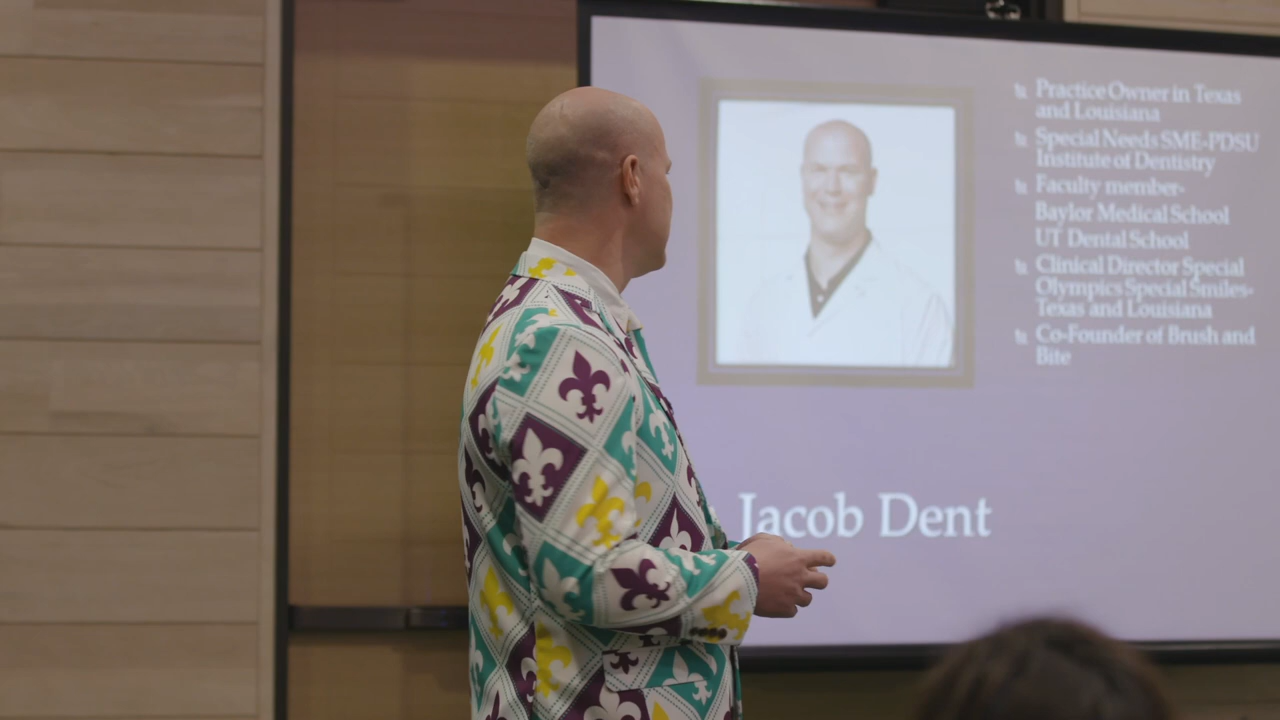 Practice Owner in Texas
and Louisiana
Special Needs SME-PDSU
Institute of Dentistry
Faculty member-
Baylor Medical School
UT Dental School
Clinical Director Special
Olympics Special Smiles-
Texas and Louisiana
Co-Founder of Brush and
Bite
Jacob Dent